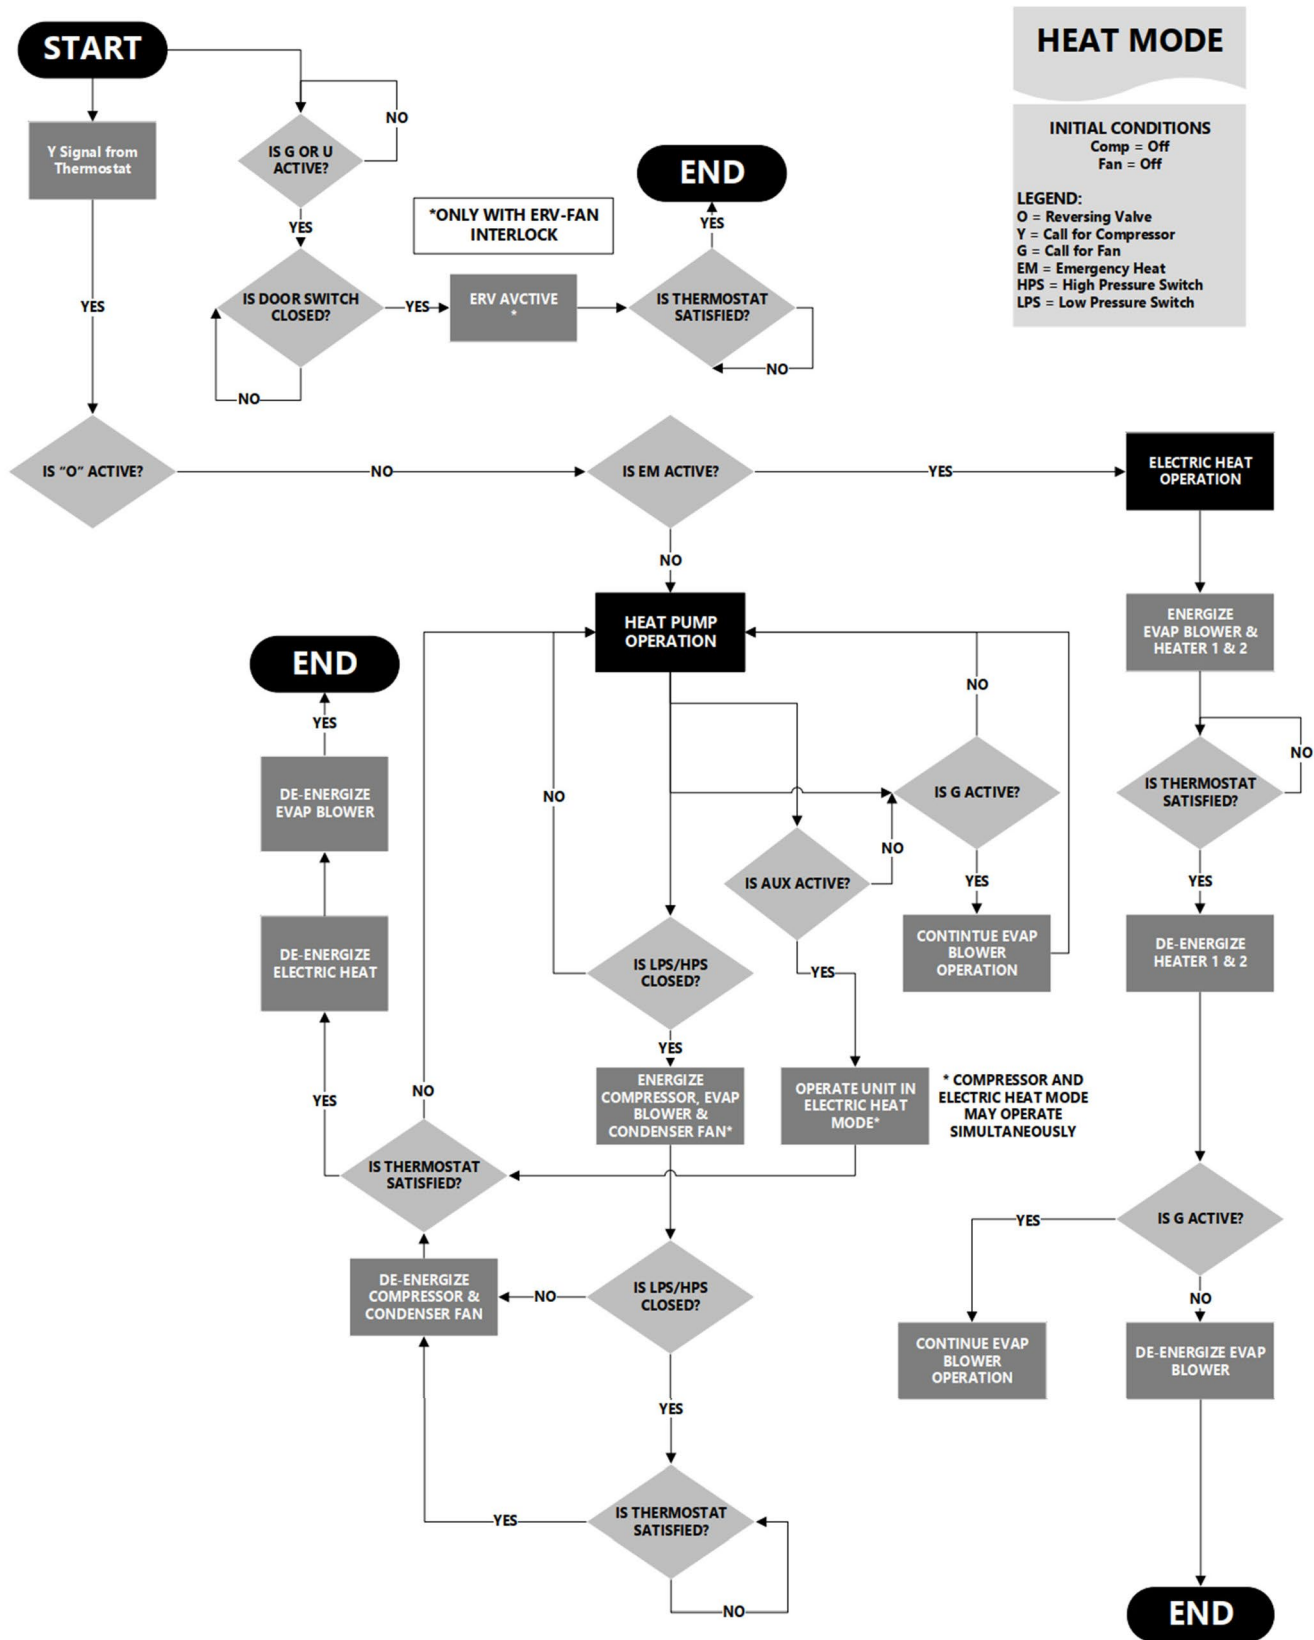 START
HEAT MODE
INITIAL CONDITIONS
Comp = Off
Fan = Off
LEGEND:
O = Reversing Valve
Y = Call for Compressor
G = Call for Fan
EM = Emergency Heat
HPS = High Pressure Switch
LPS = Low Pressure Switch
Y Signal from
Thermostat
YES
IS G OR U
ACTIVE?
NO
YES
IS DOOR SWITCH
CLOSED?
NO
YES
*ONLY WITH ERV-FAN
INTERLOCK
ERV AVCTIVE
*
IS THERMOSTAT
SATISFIED?
NO
YES
END
IS "O" ACTIVE?
NO
IS EM ACTIVE?
YES
NO
ELECTRIC HEAT
OPERATION
HEAT PUMP
OPERATION
ENERGIZE
EVAP BLOWER &
HEATER 1 & 2
IS THERMOSTAT
SATISFIED?
NO
YES
DE-ENERGIZE
HEATER 1 & 2
END
YES
DE-ENERGIZE
EVAP BLOWER
DE-ENERGIZE
ELECTRIC HEAT
YES
NO
NO
NO
IS G ACTIVE?
NO
YES
IS AUX ACTIVE?
YES
CONTINTUE EVAP
BLOWER
OPERATION
IS LPS/HPS
CLOSED?
YES
ENERGIZE
COMPRESSOR, EVAP
BLOWER &
CONDENSER FAN*
OPERATE UNIT IN
ELECTRIC HEAT
MODE*
* COMPRESSOR AND
ELECTRIC HEAT MODE
MAY OPERATE
SIMULTANEOUSLY
IS THERMOSTAT
SATISFIED?
DE-ENERGIZE
COMPRESSOR &
CONDENSER FAN
NO
IS LPS/HPS
CLOSED?
YES
YES
IS THERMOSTAT
SATISFIED?
NO
IS G ACTIVE?
YES
NO
CONTINUE EVAP
BLOWER
OPERATION
DE-ENERGIZE EVAP
BLOWER
END